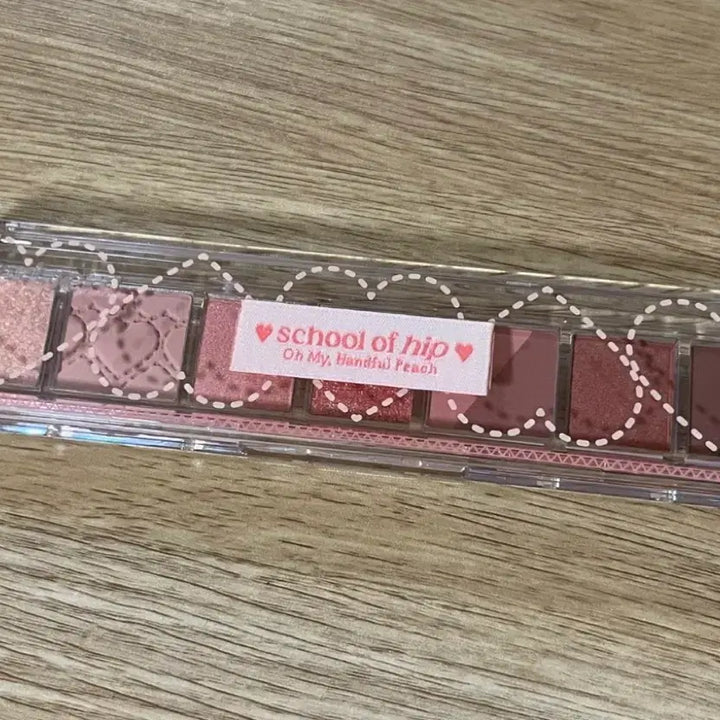 ♥ school of hip ♥
Oh My, Handful Peach